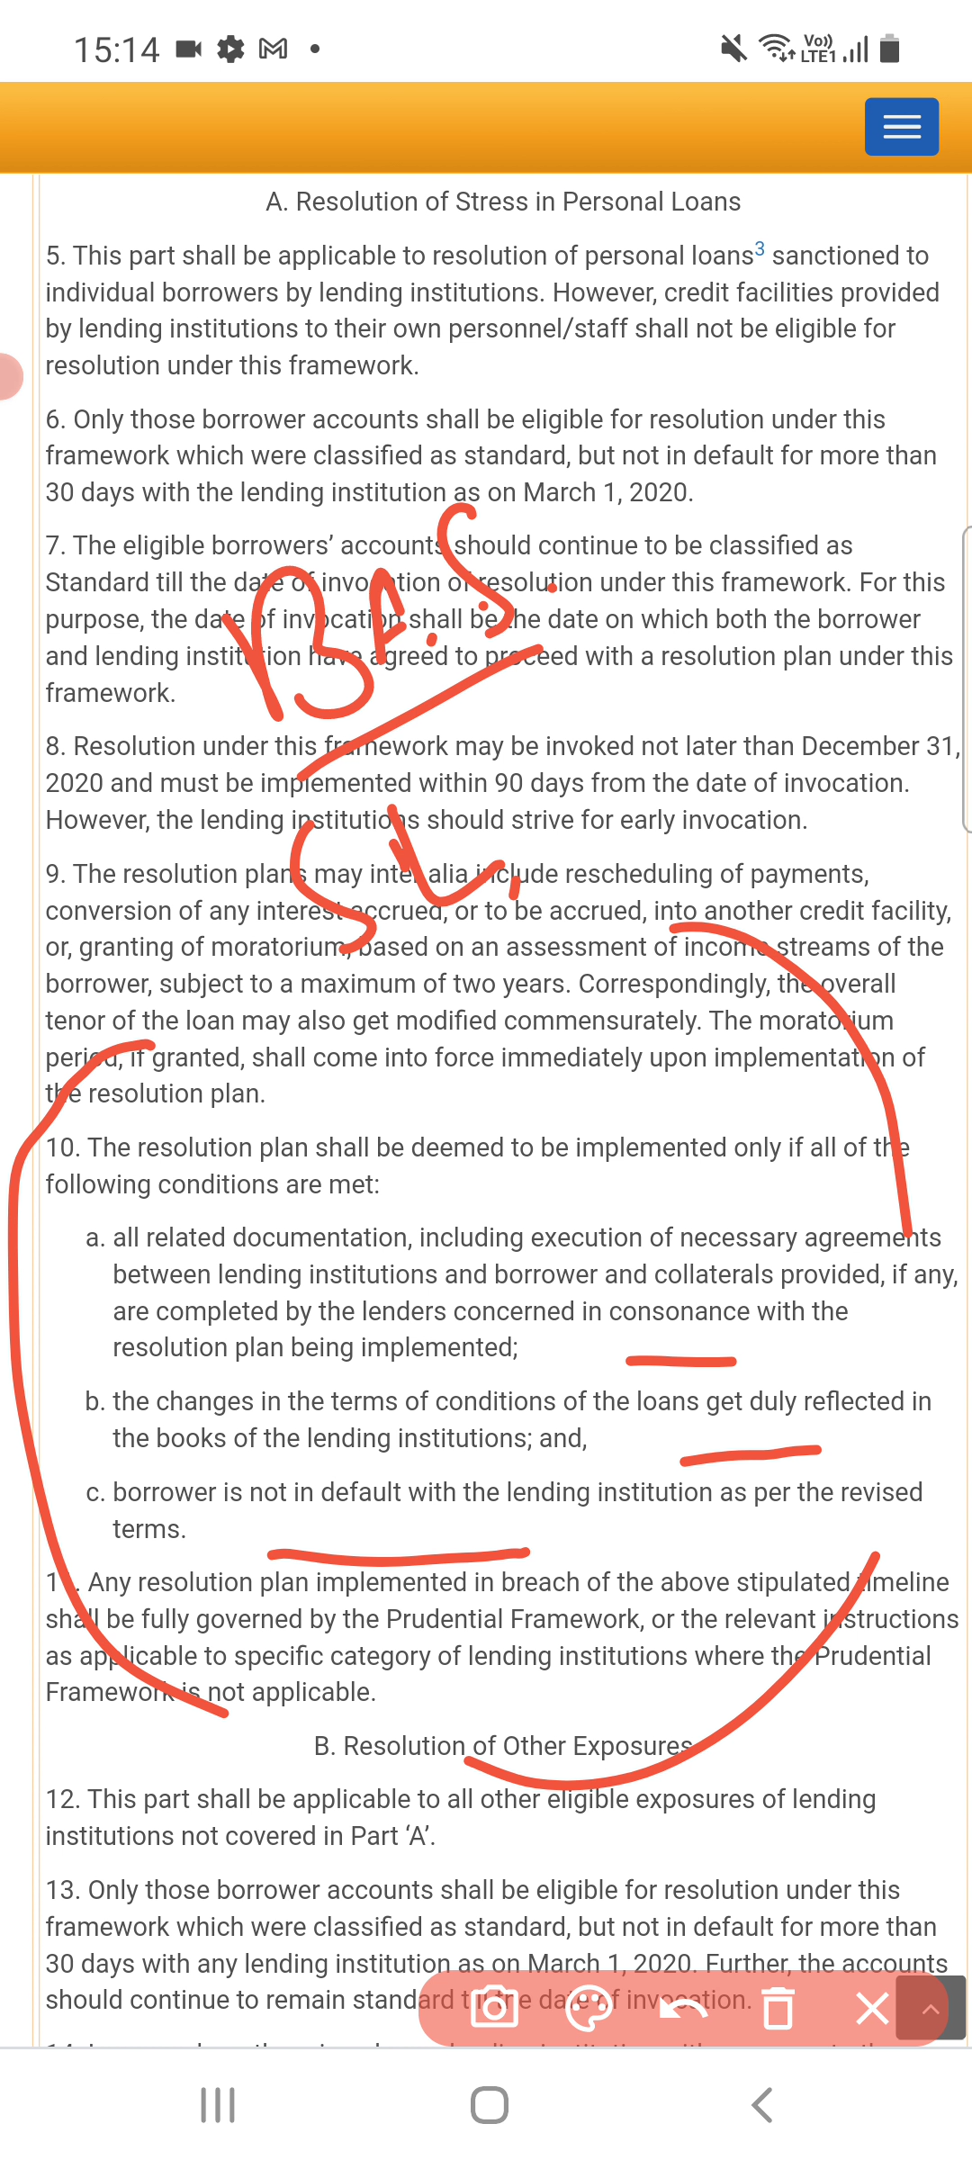 15:14
Vo))
LTE1
A. Resolution of Stress in Personal Loans
5. This part shall be applicable to resolution of personal loans3 sanctioned to
individual borrowers by lending institutions. However, credit facilities provided
by lending institutions to their own personnel/staff shall not be eligible for
resolution under this framework.
6. Only those borrower accounts shall be eligible for resolution under this
framework which were classified as standard, but not in default for more than
30 days with the lending institution as on March 1, 2020.
7. The eligible borrowers’ accounts should continue to be classified as
Standard till the date of invocation of resolution under this framework. For this
purpose, the date of invocation shall be the date on which both the borrower
and lending institution have agreed to proceed with a resolution plan under this
framework.
8. Resolution under this framework may be invoked not later than December 31,
2020 and must be implemented within 90 days from the date of invocation.
However, the lending institutions should strive for early invocation.
9. The resolution plans may inter alia include rescheduling of payments,
conversion of any interest accrued, or to be accrued, into another credit facility,
or, granting of moratorium, based on an assessment of income streams of the
borrower, subject to a maximum of two years. Correspondingly, the overall
tenor of the loan may also get modified commensurately. The moratorium
period, if granted, shall come into force immediately upon implementation of
the resolution plan.
10. The resolution plan shall be deemed to be implemented only if all of the
following conditions are met:
a. all related documentation, including execution of necessary agreements
between lending institutions and borrower and collaterals provided, if any,
are completed by the lenders concerned in consonance with the
resolution plan being implemented;
b. the changes in the terms of conditions of the loans get duly reflected in
the books of the lending institutions; and,
c. borrower is not in default with the lending institution as per the revised
terms.
11. Any resolution plan implemented in breach of the above stipulated timeline
shall be fully governed by the Prudential Framework, or the relevant instructions
as applicable to specific category of lending institutions where the Prudential
Framework is not applicable.
B. Resolution of Other Exposures
12. This part shall be applicable to all other eligible exposures of lending
institutions not covered in Part ‘A’.
13. Only those borrower accounts shall be eligible for resolution under this
framework which were classified as standard, but not in default for more than
30 days with any lending institution as on March 1, 2020. Further, the accounts
should continue to remain standard till the date of invocation.